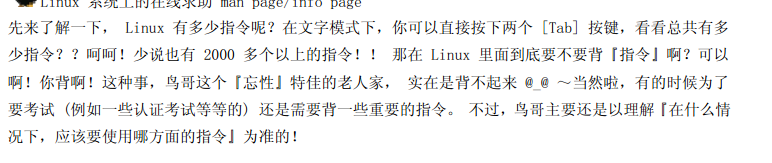 Linux 系统上的在线求助 man page/info page
先来了解一下， Linux 有多少指令呢？在文字模式下，你可以直接按下两个 [Tab] 按键，看看总共有多
少指令？？呵呵！少说也有 2000 多个以上的指令！！ 那在 Linux 里面到底要不要背『指令』啊？可以
啊！你背啊！这种事，鸟哥这个『忘性』特佳的老人家， 实在是背不起来 @_@ ～当然啦，有的时候为了
要考试 (例如一些认证考试等等的) 还是需要背一些重要的指令。 不过，鸟哥主要还是以理解『在什么情
况下，应该要使用哪方面的指令』为准的！